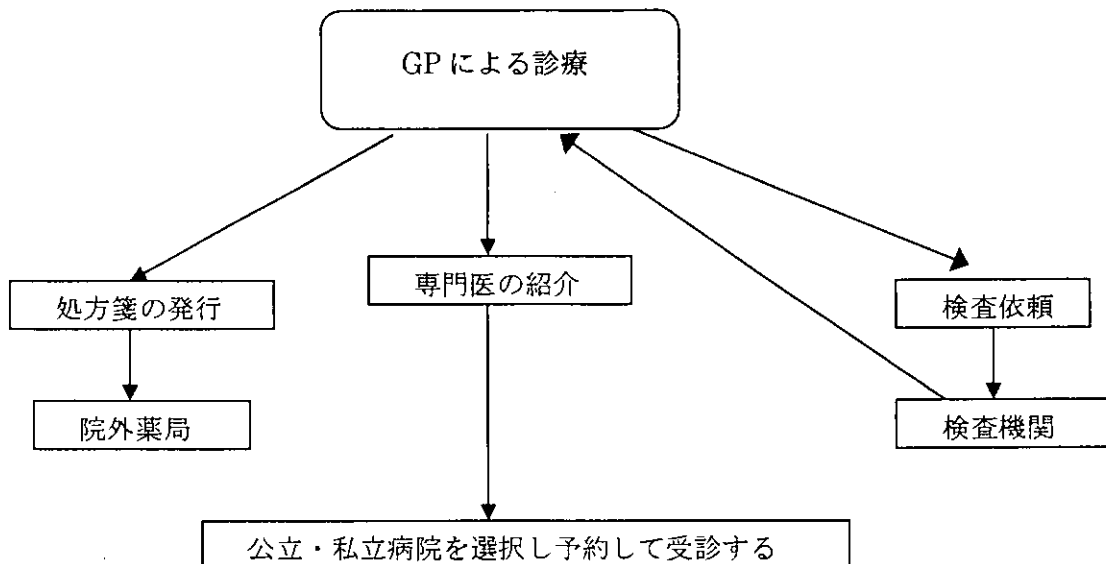 GP による診療
処方箋の発行
専門医の紹介
検査依頼
院外薬局
検査機関
公立・私立病院を選択し予約して受診する